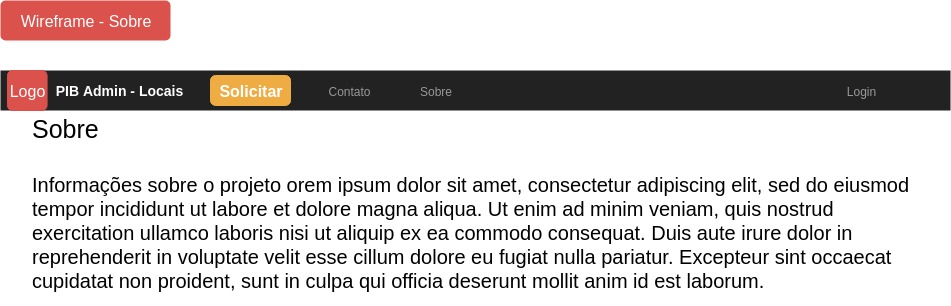 Wireframe - Sobre
Logo PIB Admin - Locais Solicitar Contato Sobre Login
Sobre
Informações sobre o projeto orem ipsum dolor sit amet, consectetur adipiscing elit, sed do eiusmod
tempor incididunt ut labore et dolore magna aliqua. Ut enim ad minim veniam, quis nostrud
exercitation ullamco laboris nisi ut aliquip ex ea commodo consequat. Duis aute irure dolor in
reprehenderit in voluptate velit esse cillum dolore eu fugiat nulla pariatur. Excepteur sint occaecat
cupidatat non proident, sunt in culpa qui officia deserunt mollit anim id est laborum.